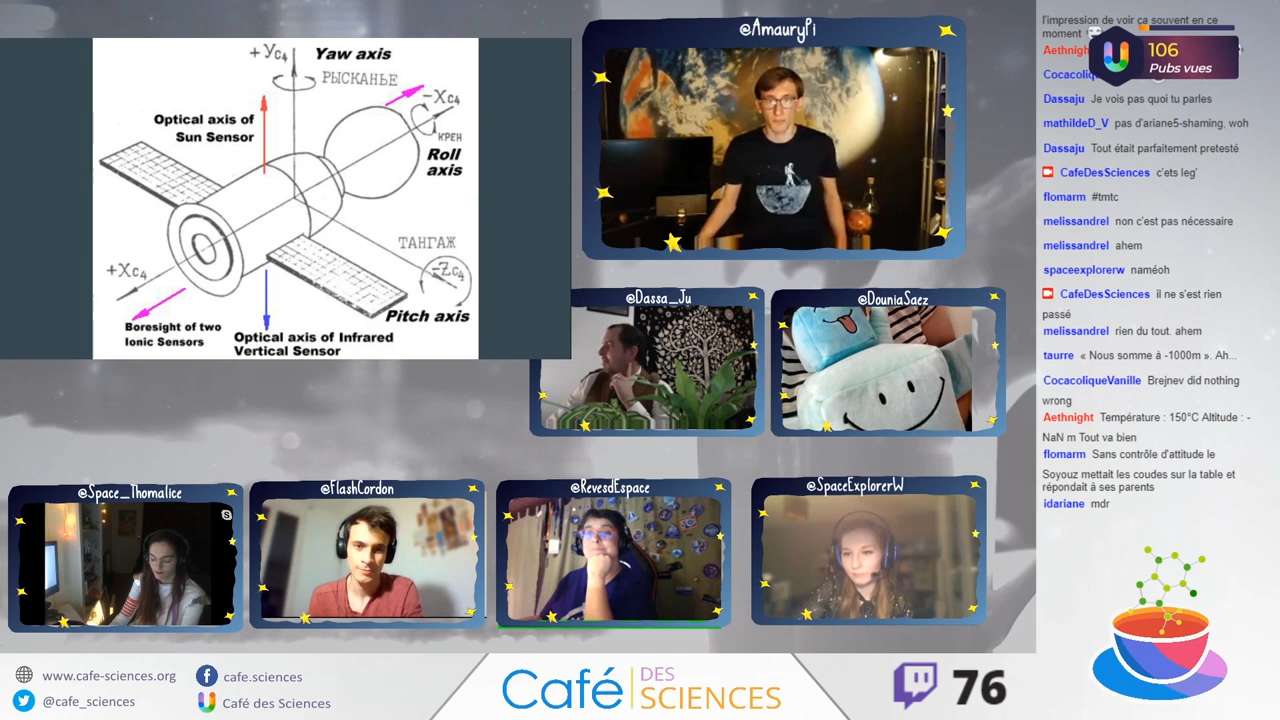 +Ус₄
Yaw axis
РЫСКАНЬЕ
-Xc₄
КРЕН
Roll
axis
Optical axis of
Sun Sensor
ТАНГАЖ
-Zc₄
+Xc₄
Pitch axis
Boresight of two
Ionic Sensors
Optical axis of Infrared
Vertical Sensor
@AmauryPi
@Dassa_Ju
@DouniaSaez
@Space_Thomalice
@FlashCordon
@RevesdEspace
@SpaceExplorerW
l'impression de voir ça souvent en ce
moment
106
Pubs vues
Aethnigh
Cocacoliq
Dassaju Je vois pas quoi tu parles
mathildeD_V pas d'ariane5-shaming, woh
Dassaju Tout était parfaitement pretesté
CafeDesSciences c'ets leg'
flomarm #tmtc
melissandrel non c'est pas nécessaire
melissandrel ahem
spaceexplorerw naméoh
CafeDesSciences il ne s'est rien
passé
melissandrel rien du tout. ahem
taurre « Nous somme à -1000m ». Ah...
CocacoliqueVanille Brejnev did nothing
wrong
Aethnight Température : 150°C Altitude : -
NaN m Tout va bien
flomarm Sans contrôle d'attitude le
Soyouz mettait les coudes sur la table et
répondait à ses parents
idariane mdr
www.cafe-sciences.org
cafe.sciences
@cafe_sciences
Café des Sciences
Café DES
SCIENCES
76